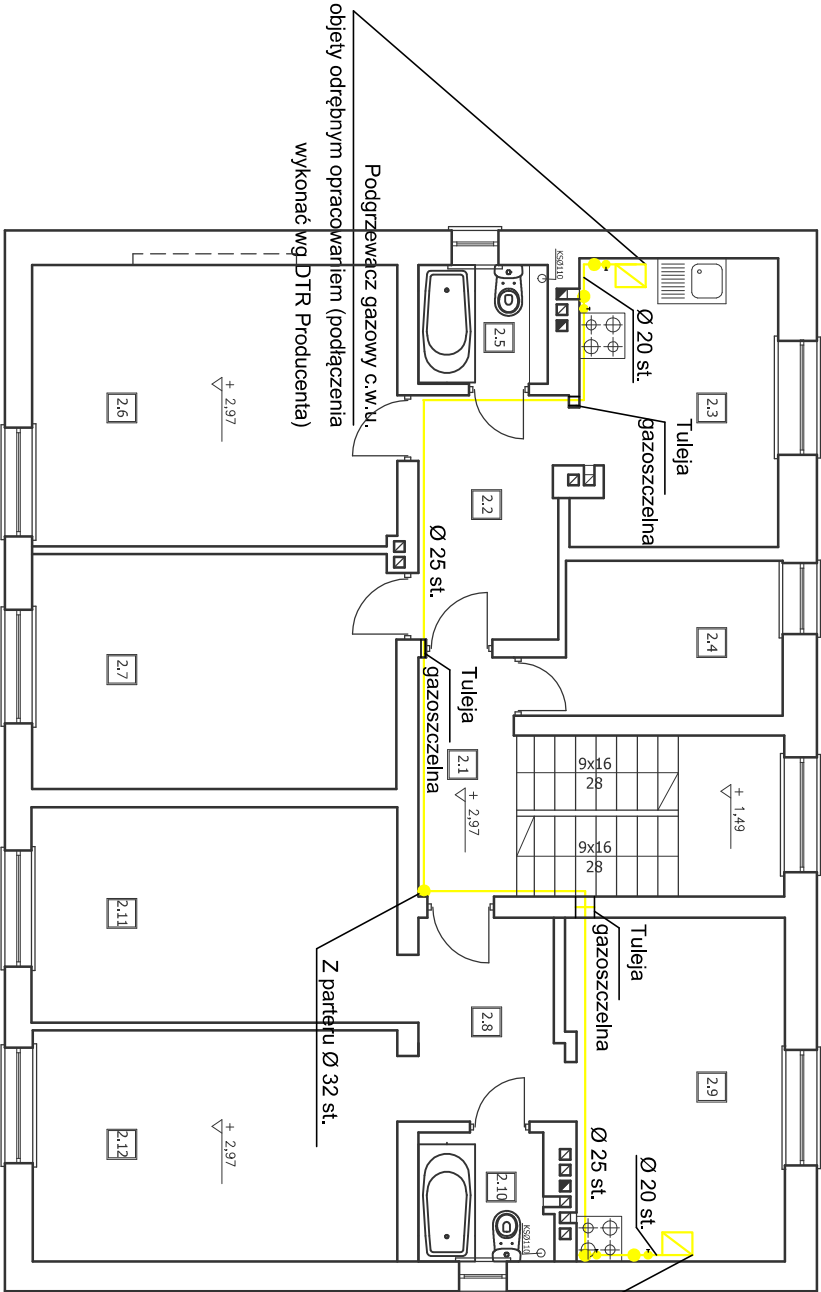 Podgrzewacz gazowy c.w.u.
objety odrębnym opracowaniem (podłączenia
wykonać wg DTR Producenta)
KSØ110
Ø 20 st.
Tuleja
gazoszczelna
2.3
2.5
2.2
2.6
+ 2,97
Ø 25 st.
2.4
2.7
Tuleja
gazoszczelna
2.1
+ 2,97
9x16
28
9x16
28
+ 1,49
2.11
Z parteru Ø 32 st.
Tuleja
gazoszczelna
2.8
2.9
2.12
+ 2,97
2.10
KSØ110
Ø 25 st.
Ø 20 st.